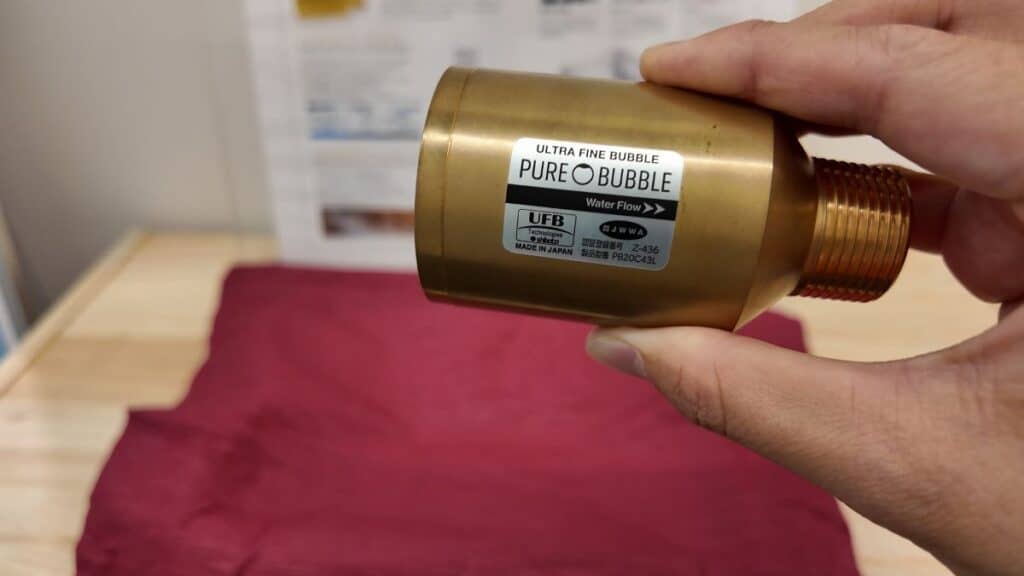 ULTRA FINE BUBBLE
PURE BUBBLE
Water Flow
UFB
Technologies
shibata
MADE IN JAPAN
JWWA
認証登録番号 Z-436
製品型番 PB20C43L